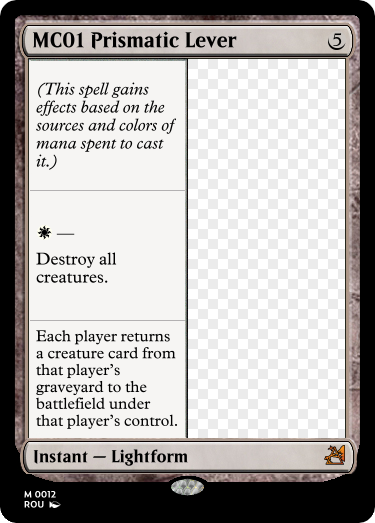 MC01 Prismatic Lever 5
(This spell gains
effects based on the
sources and colors of
mana spent to cast
it.)
—
Destroy all
creatures.
Each player returns
a creature card from
that player's
graveyard to the
battlefield under
that player's control.
Instant — Lightform
M 0012
ROU